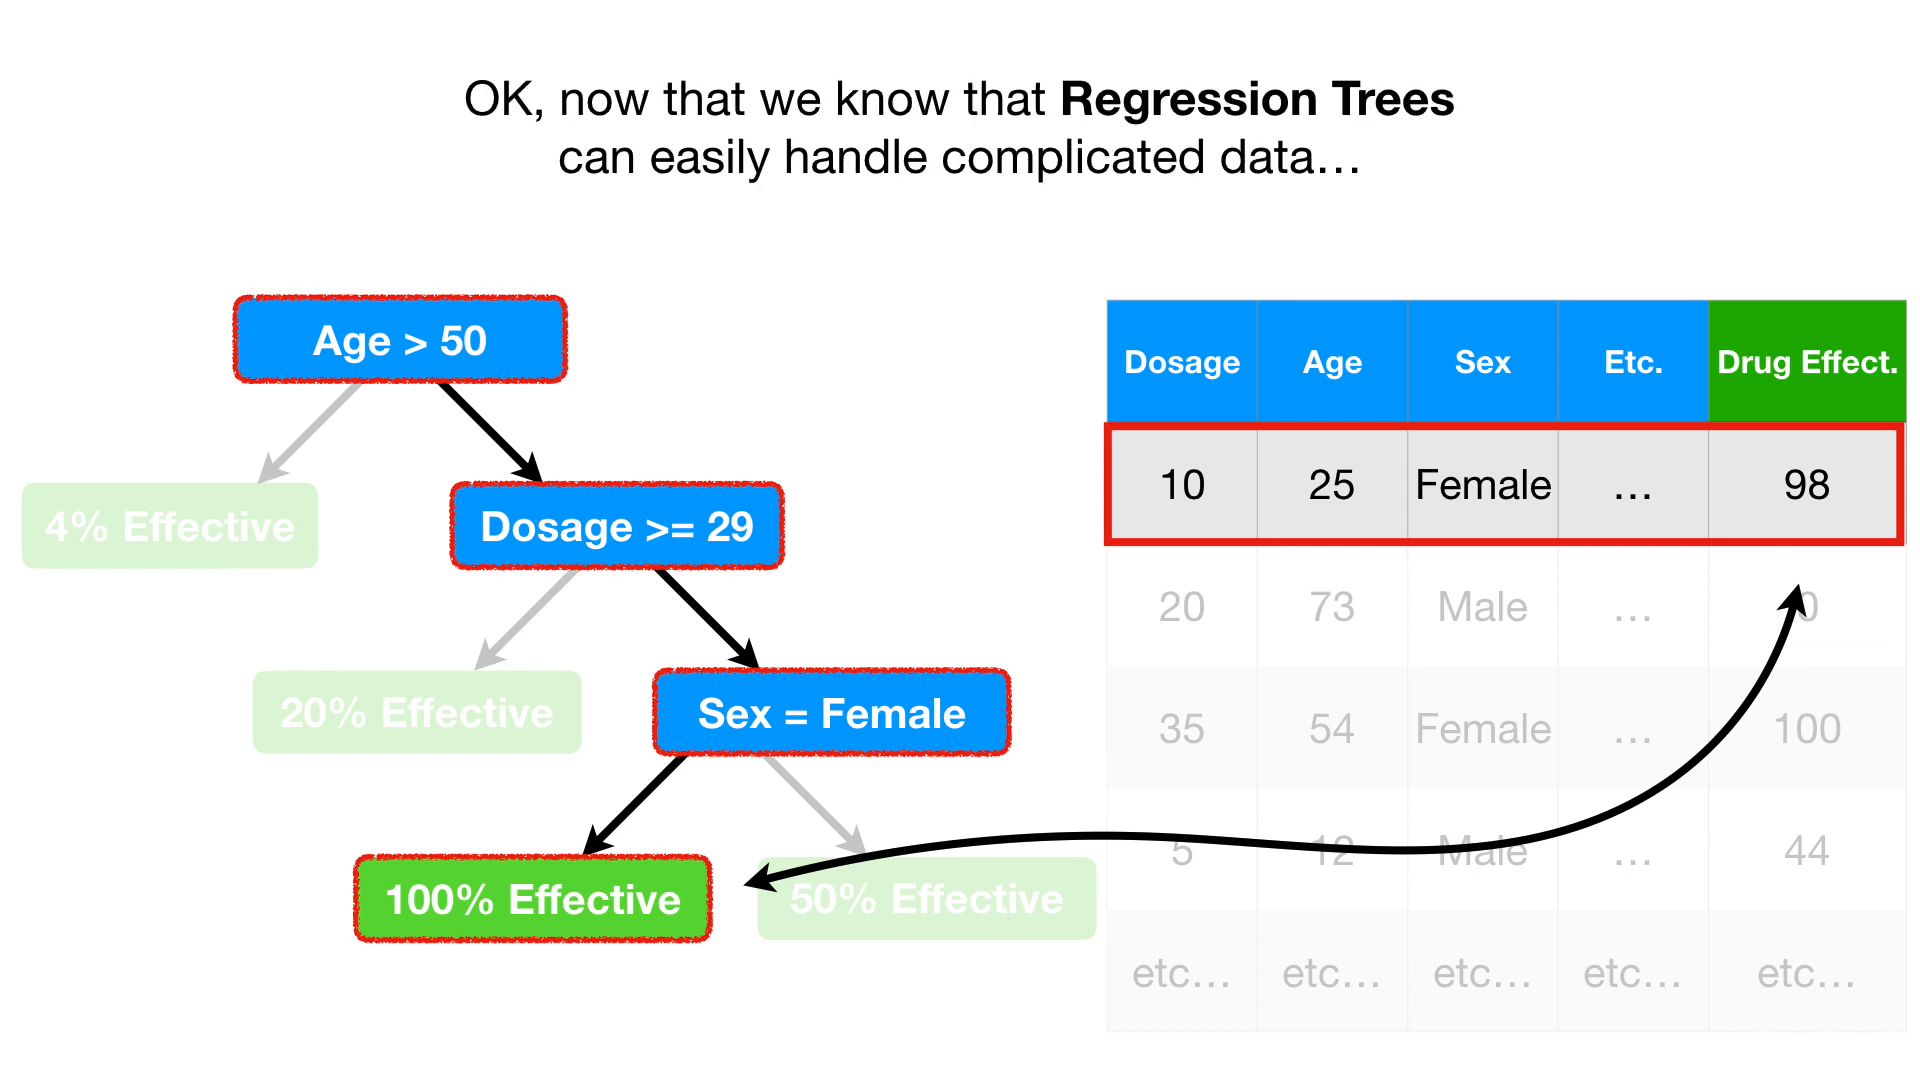 OK, now that we know that Regression Trees
can easily handle complicated data…
Age > 50
4% Effective
Dosage >= 29
20% Effective
Sex = Female
100% Effective
50% Effective
Dosage Age Sex Etc. Drug Effect.
10 25 Female … 98
20 73 Male … 0
35 54 Female … 100
5 12 Male … 44
etc… etc… etc… etc… etc…